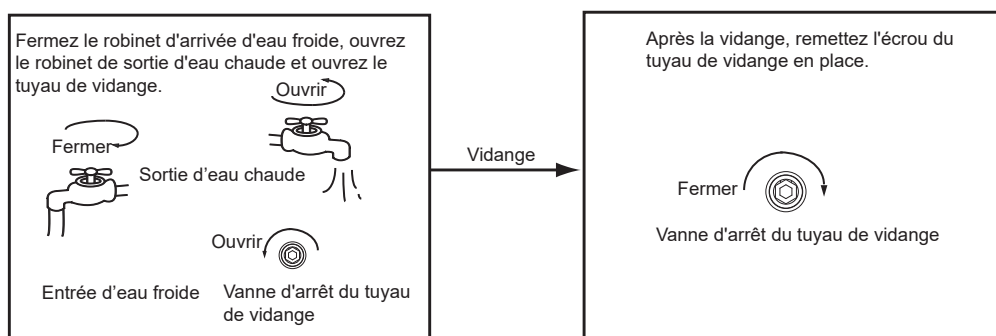 Fermez le robinet d'arrivée d'eau froide, ouvrez
le robinet de sortie d'eau chaude et ouvrez le
tuyau de vidange.
Ouvrir
Fermer
Sortie d'eau chaude
Ouvrir
Entrée d'eau froide
Vanne d'arrêt du tuyau
de vidange
Vidange
Après la vidange, remettez l'écrou du
tuyau de vidange en place.
Fermer
Vanne d'arrêt du tuyau de vidange